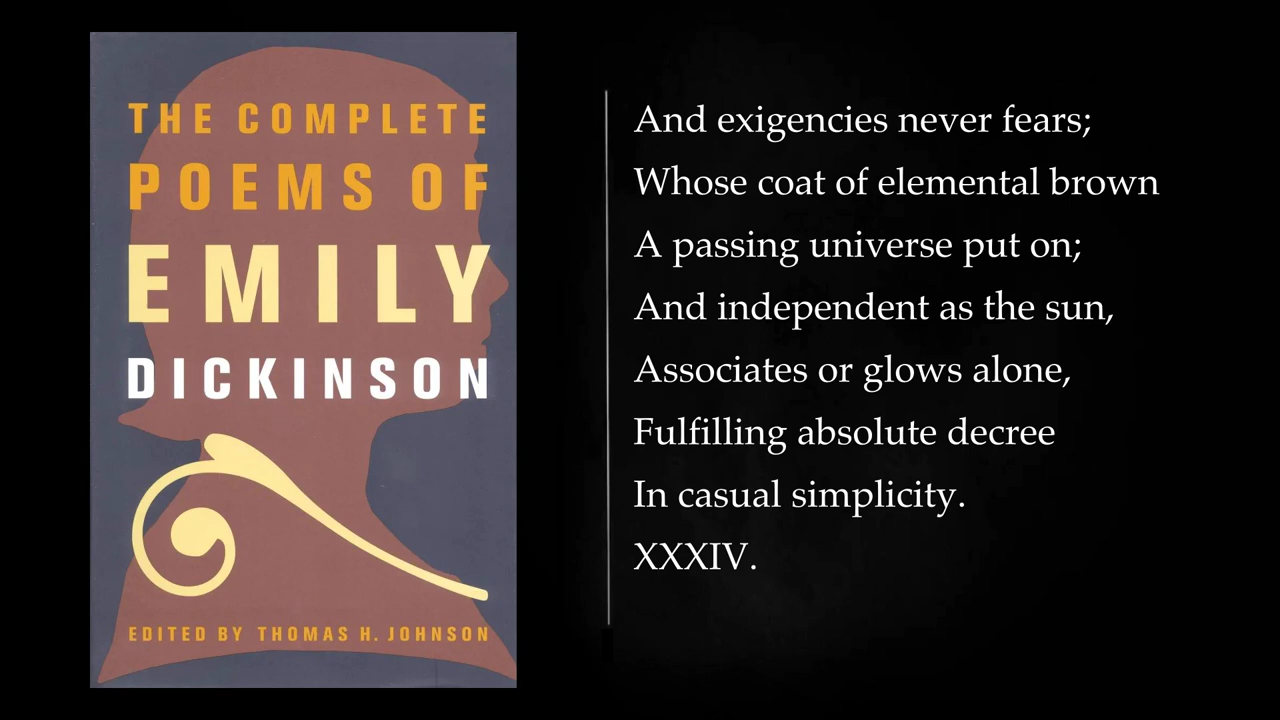 THE COMPLETE
POEMS OF
EMILY
DICKINSON
EDITED BY THOMAS H. JOHNSON
And exigencies never fears;
Whose coat of elemental brown
A passing universe put on;
And independent as the sun,
Associates or glows alone,
Fulfilling absolute decree
In casual simplicity.
XXXIV.